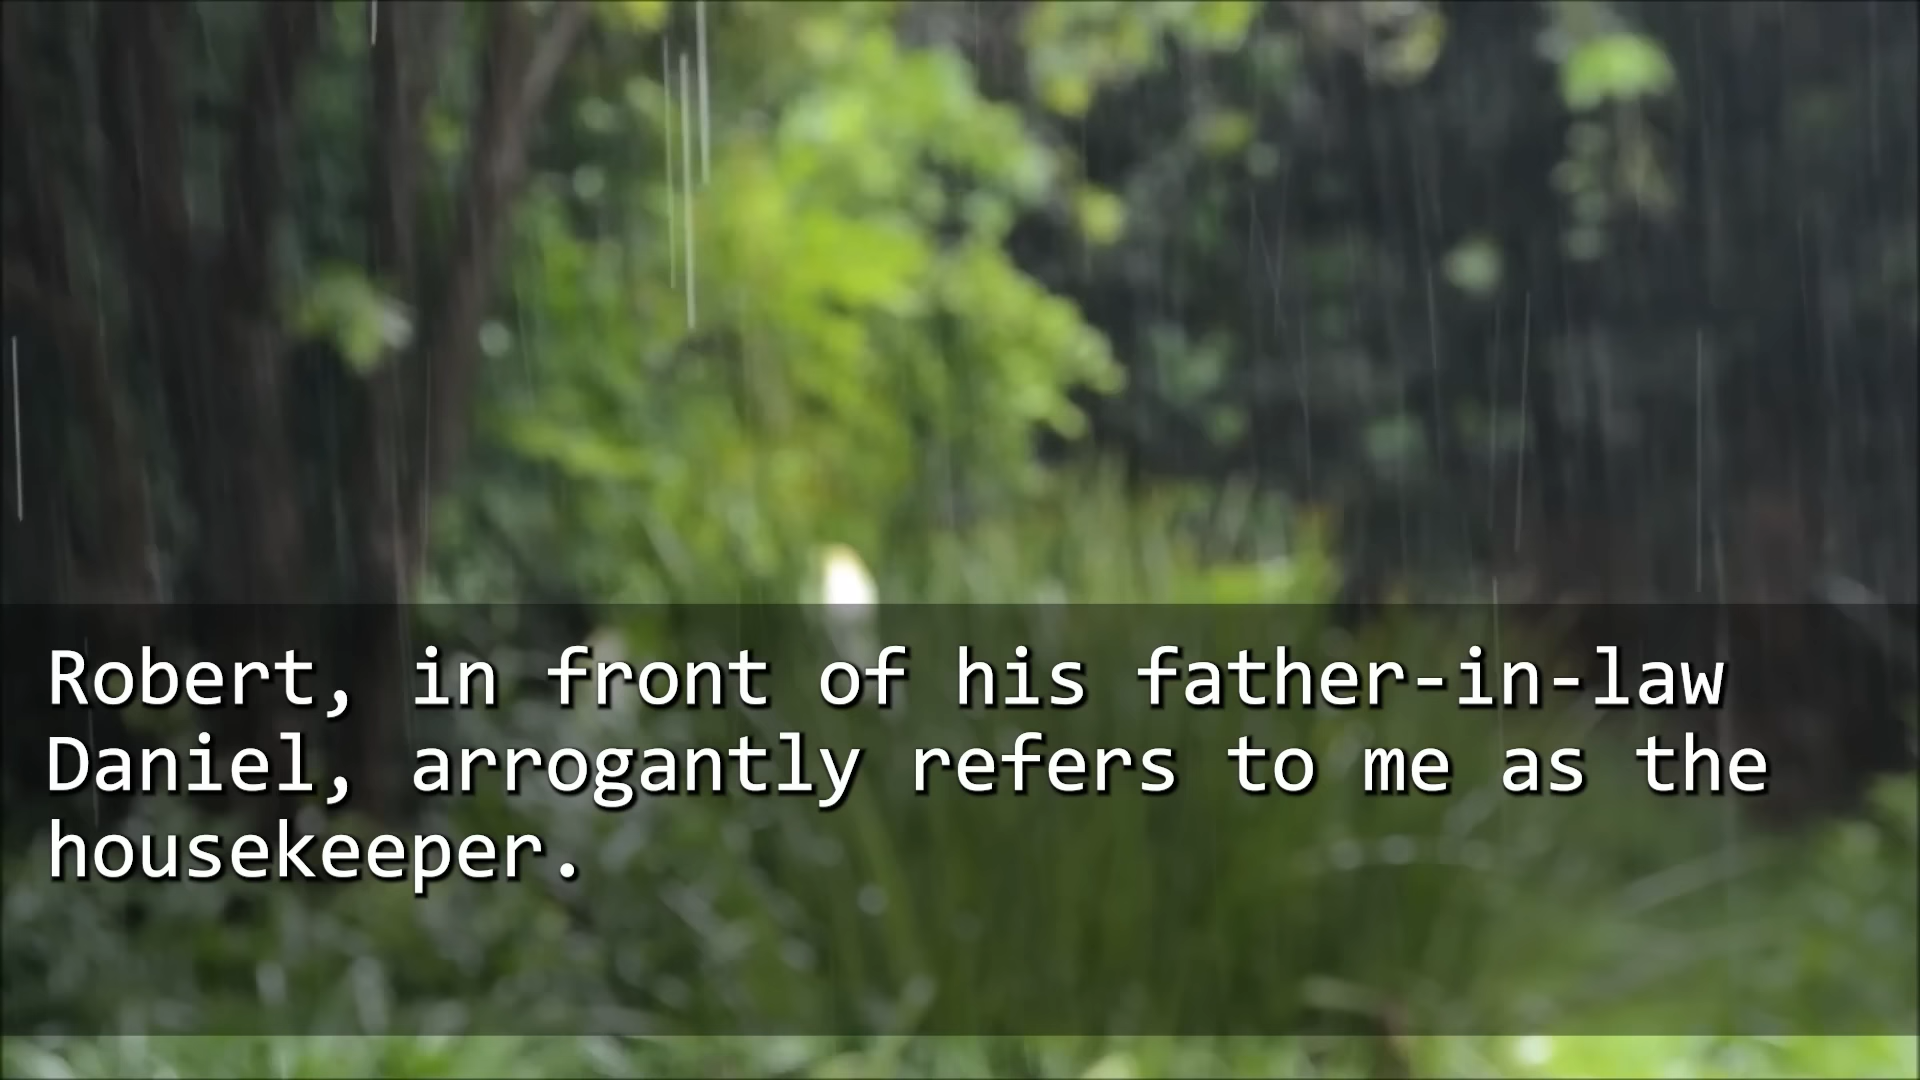 Robert, in front of his father-in-law
Daniel, arrogantly refers to me as the
housekeeper.